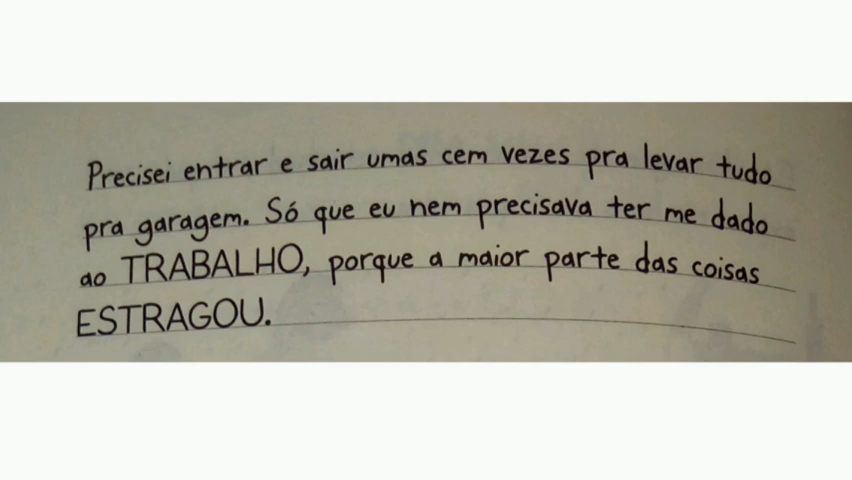 Precisei entrar e sair umas cem vezes pra levar tudo
pra garagem. Só que eu nem precisava ter me dado
ao TRABALHO, porque a maior parte das coisas
ESTRAGOU.